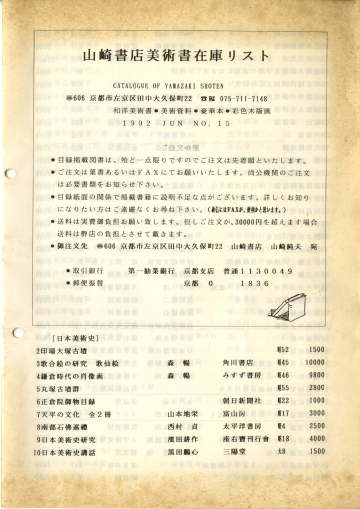 山崎書店美術書在庫リスト
CATALOGUE OF YAMAZAKI SHOTEN
〠606 京都市左京区田中大久保町22 075-711-7148
和洋美術書●美術資料●豪華本●彩色木版画
1992 JUN NO.15
ご注文の際
●目録掲載図書は、殆ど一点限りですのでご注文は先着順といたします。
●ご注文は葉書あるいはFAXにてお願いいたします。尚公機関のご注文
は必要書類をお知らせ下さい。
●目録紙面の関係で掲載書籍に説明不足な点がございます。詳しくお知り
になりたい方はご遠慮なくお尋ね下さい。
●送料は実費御負担お願い致します。但しご注文が、30000円を超えます場合
送料は弊店の負担とさせて戴きます。
●御注文先 〠606 京都市左京区田中大久保町22 山崎書店 山崎純夫 宛
●取引銀行 第一勧業銀行 京都支店 普通1130049
●郵便振替 京都 0 1836
[日本美術史]
2印場大塚古墳 昭52 1500
3歌合絵の研究 歌仙絵 森 暢 角川書店 昭45 10000
4鎌倉時代の肖像画 森 暢 みすず書房 昭46 9800
5丸塚古墳群 昭55 2800
6正倉院御物目録 朝日新聞社 昭22 1000
7天平の文化 全2冊 山本地栄 富山房 昭17 3000
8南都石佛巡禮 西村 貞 太平洋書房 2500
9日本美術史研究 濱田耕作 座右寶刊行會 昭18 4000
10日本美術史講話 黒田鵬心 三陽堂 大8 1500